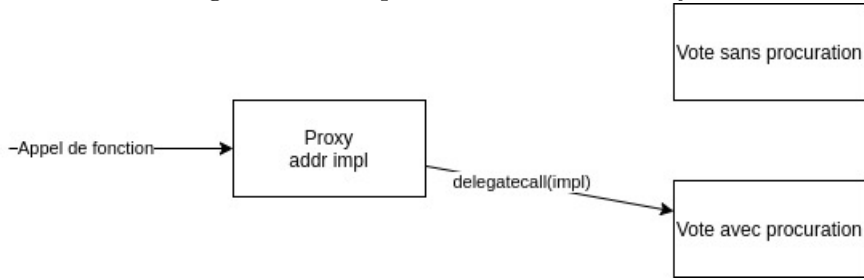 Vote sans procuration
Appel de fonction
Proxy
addr impl
delegatecall(impl)
Vote avec procuration